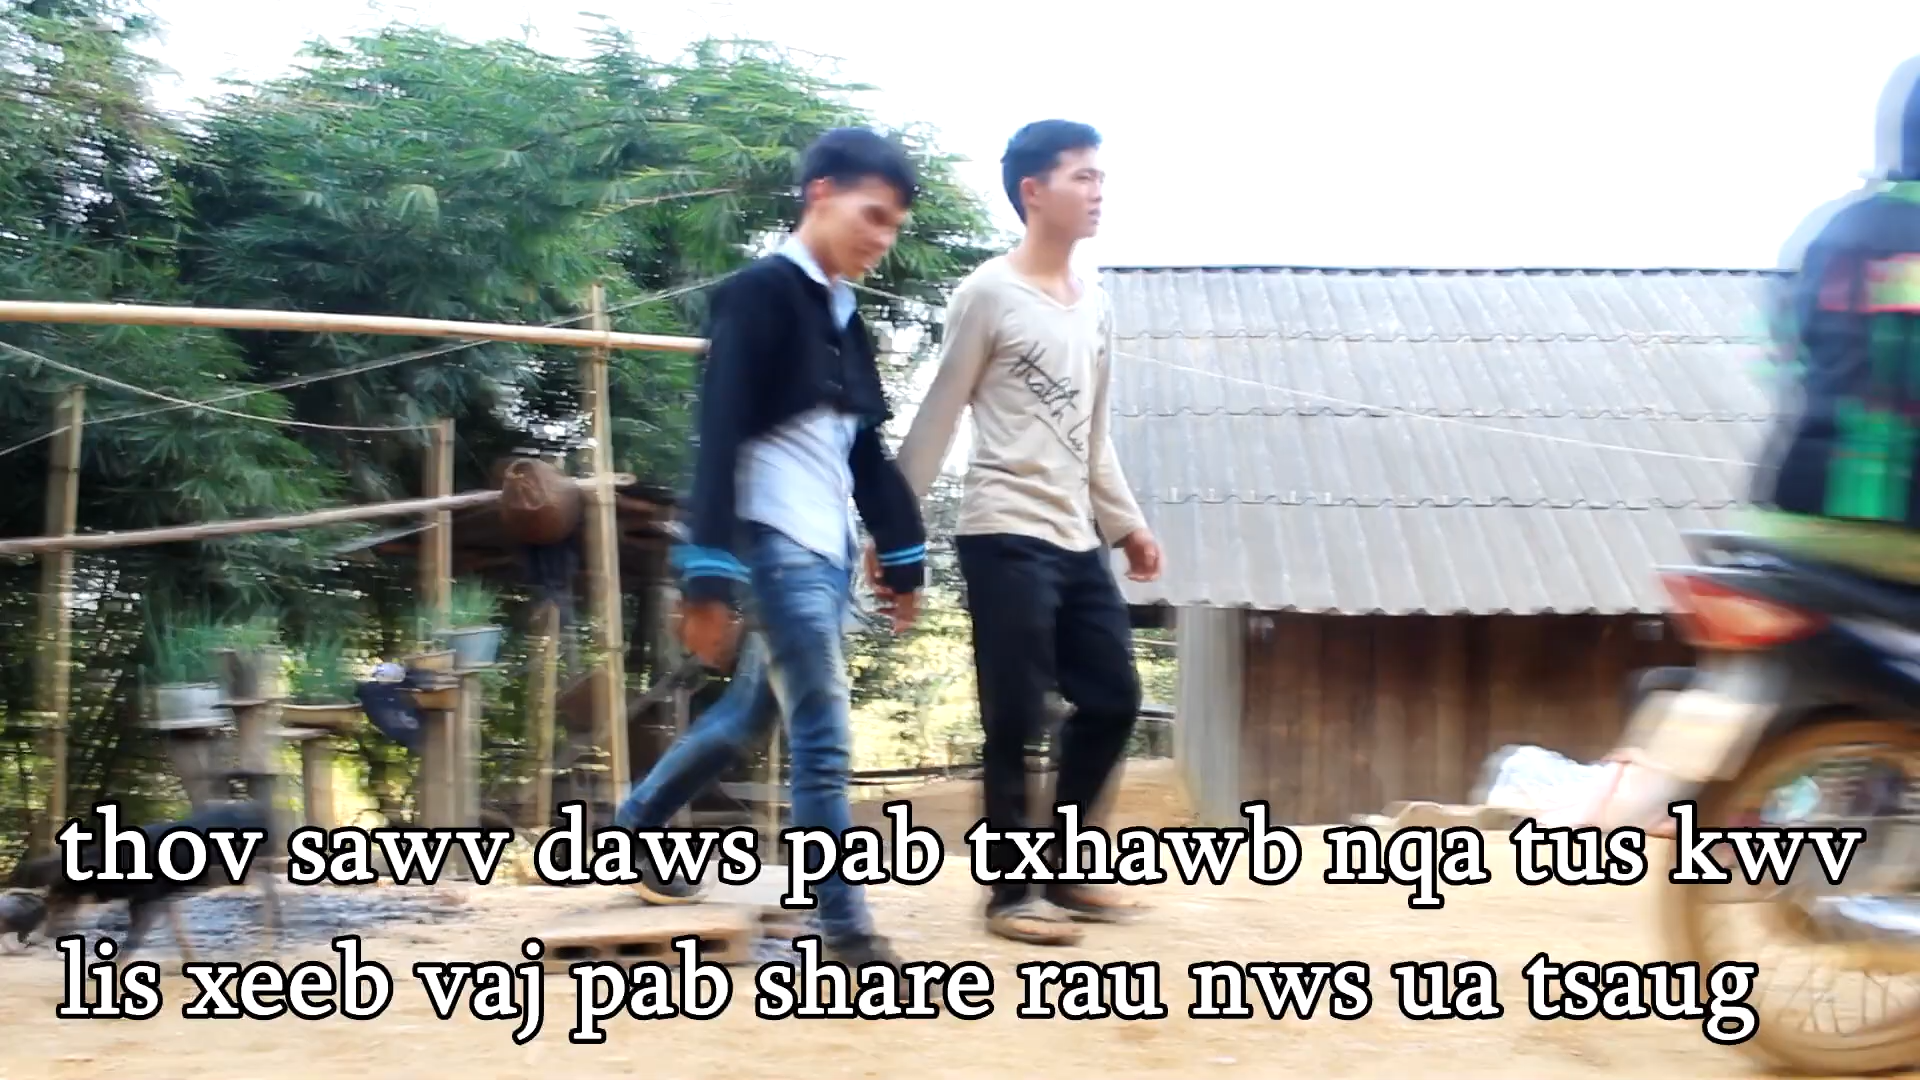 thov sawv daws pab txhawb nqa tus kwv
lis xeeb vaj pab share rau nws ua tsaug